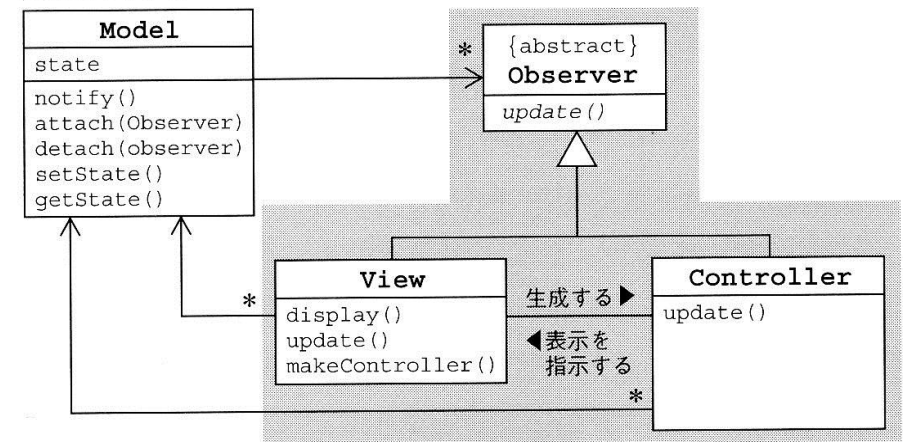 Model
state
notify()
attach(Observer)
detach(observer)
setState()
getState()
*
{abstract}
Observer
update()
View
display()
update()
makeController()
*
生成する▶
◀表示を
指示する
*
Controller
update()